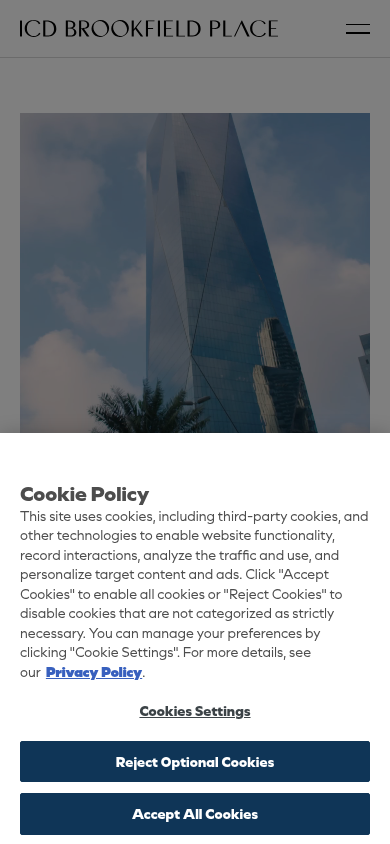 ICD BROOKFIELD PLACE
Cookie Policy
This site uses cookies, including third-party cookies, and
other technologies to enable website functionality,
record interactions, analyze the traffic and use, and
personalize target content and ads. Click "Accept
Cookies" to enable all cookies or "Reject Cookies" to
disable cookies that are not categorized as strictly
necessary. You can manage your preferences by
clicking "Cookie Settings". For more details, see
our Privacy Policy.
Cookies Settings
Reject Optional Cookies
Accept All Cookies